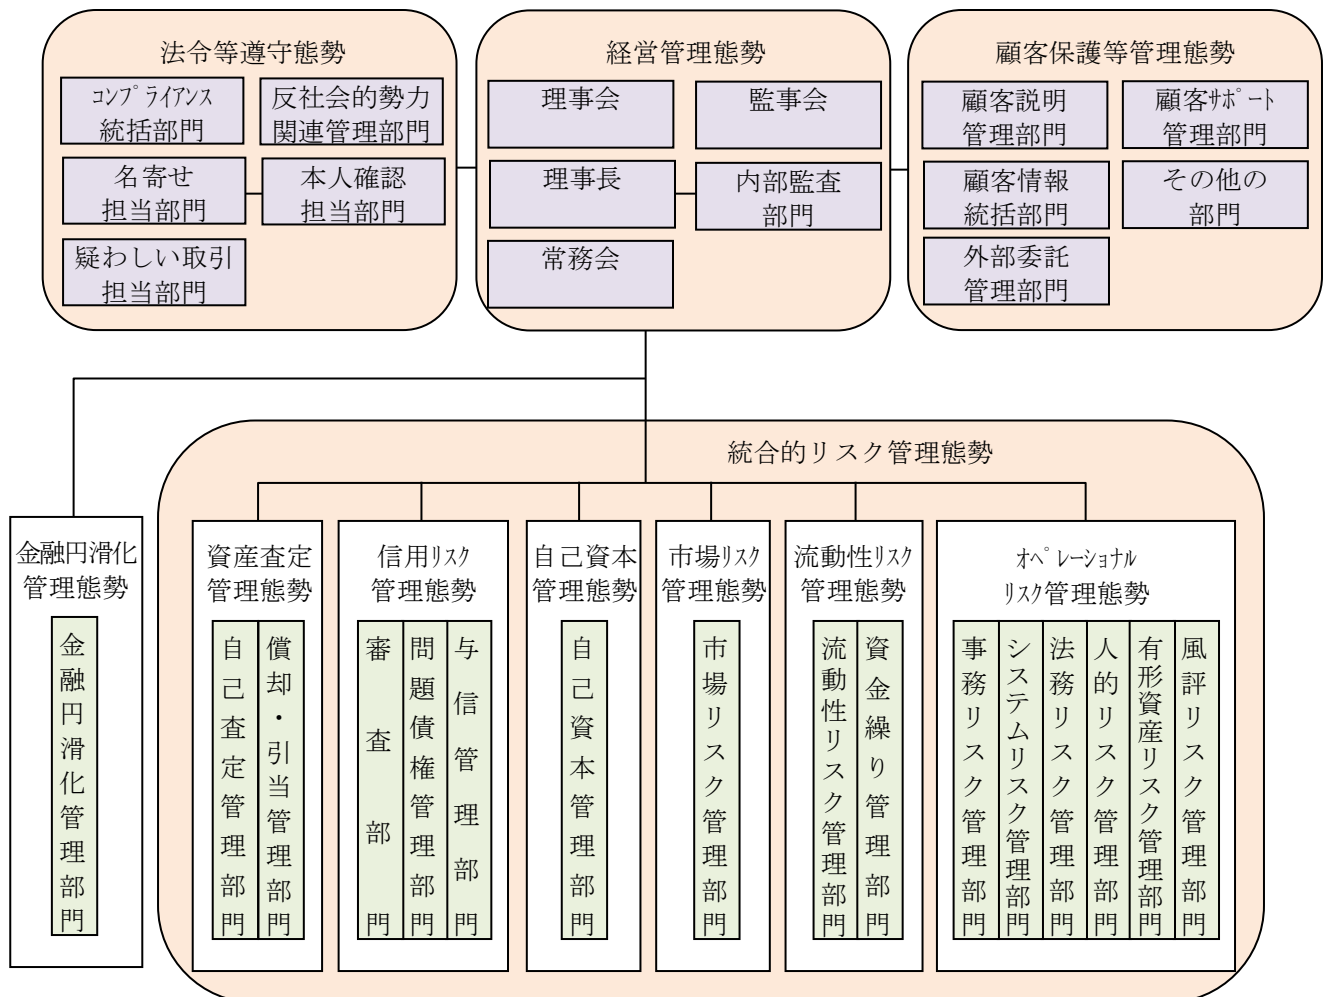 法令等遵守態勢
コンプライアンス
統括部門
反社会的勢力
関連管理部門
名寄せ
担当部門
本人確認
担当部門
疑わしい取引
担当部門
経営管理態勢
理事会
監事会
理事長
内部監査
部門
常務会
顧客保護等管理態勢
顧客説明
管理部門
顧客サポート
管理部門
顧客情報
統括部門
その他の
部門
外部委託
管理部門
統合的リスク管理態勢
金融円滑化
管理態勢
金融円滑化管理部門
資産査定
管理態勢
自己査定管理部門
償却・引当管理部門
信用リスク
管理態勢
審査部門
問題債権管理部門
与信管理部門
自己資本
管理態勢
自己資本管理部門
市場リスク
管理態勢
市場リスク管理部門
流動性リスク
管理態勢
流動性リスク管理部門
資金繰り管理部門
オペレーショナル
リスク管理態勢
事務リスク管理部門
システムリスク管理部門
法務リスク管理部門
人的リスク管理部門
有形資産リスク管理部門
風評リスク管理部門